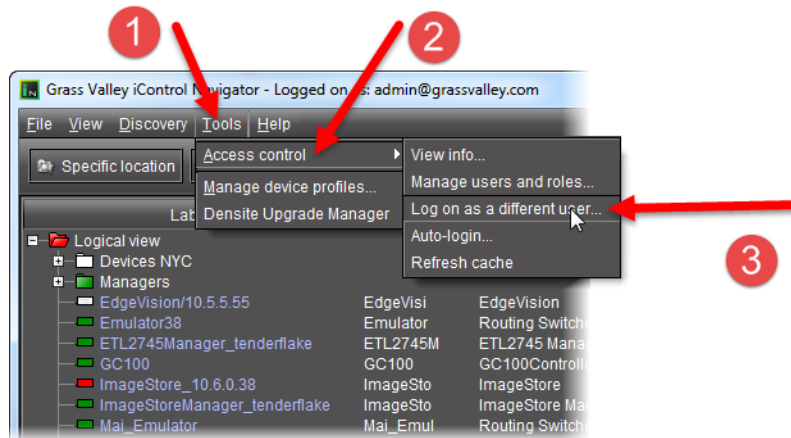 1
2
Grass Valley iControl Navigator - Logged on as: admin@grassvalley.com
File View Discovery Tools Help
Specific location
Access control
View info...
Manage device profiles...
Manage users and roles...
Densite Upgrade Manager
Log on as a different user...
Auto-login...
Refresh cache
3
Lab
Logical view
Devices NYC
Managers
EdgeVision/10.5.5.55 EdgeVisi EdgeVision
Emulator38 Emulator Routing Switch
ETL2745Manager_tenderflake ETL2745M ETL2745 Mana
GC100 GC100 GC100Controlle
ImageStore_10.6.0.38 ImageSto ImageStore
ImageStoreManager_tenderflake ImageSto ImageStore Ma
Mai_Emulator Mai_Emul Routing Switch